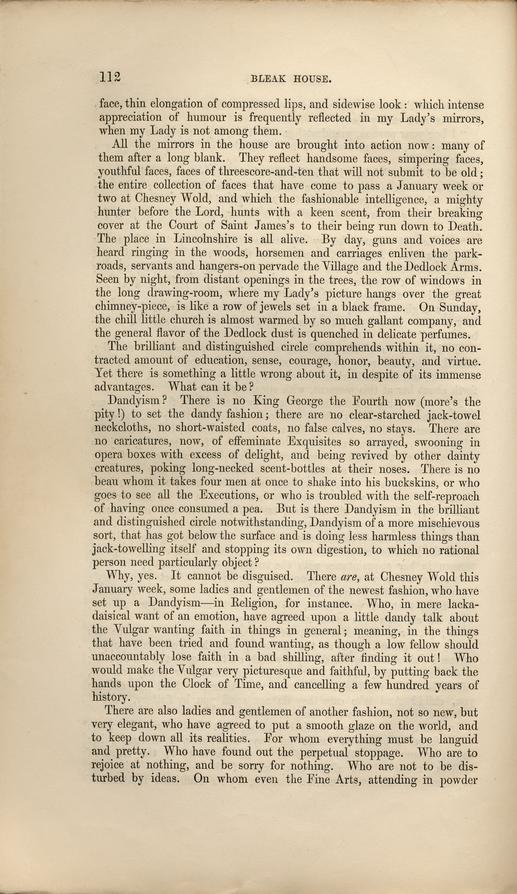 112 BLEAK HOUSE.
face, thin elongation of compressed lips, and sidewise look: which intense
appreciation of humour is frequently reflected in my Lady's mirrors,
when my Lady is not among them.
All the mirrors in the house are brought into action now: many of
them after a long blank. They reflect handsome faces, simpering faces,
youthful faces, faces of threescore-and-ten that will not submit to be old;
the entire collection of faces that have come to pass a January week or
two at Chesney Wold, and which the fashionable intelligence, a mighty
hunter before the Lord, hunts with a keen scent, from their breaking
cover at the Court of Saint James's to their being run down to Death.
The place in Lincolnshire is all alive. By day, guns and voices are
heard ringing in the woods, horsemen and carriages enliven the park-
roads, servants and hangers-on pervade the Village and the Dedlock Arms.
Seen by night, from distant openings in the trees, the row of windows in
the long drawing-room, where my Lady's picture hangs over the great
chimney-piece, is like a row of jewels set in a black frame. On Sunday,
the chill little church is almost warmed by so much gallant company, and
the general flavor of the Dedlock dust is quenched in delicate perfumes.
The brilliant and distinguished circle comprehends within it, no con-
tracted amount of education, sense, courage, honor, beauty, and virtue.
Yet there is something a little wrong about it, in despite of its immense
advantages. What can it be?
Dandyism? There is no King George the Fourth now (more's the
pity!) to set the dandy fashion; there are no clear-starched jack-towel
neckcloths, no short-waisted coats, no false calves, no stays. There are
no caricatures, now, of effeminate Exquisites so arrayed, swooning in
opera boxes with excess of delight, and being revived by other dainty
creatures, poking long-necked scent-bottles at their noses. There is no
beau whom it takes four men at once to shake into his buckskins, or who
goes to see all the Executions, or who is troubled with the self-reproach
of having once consumed a pea. But is there Dandyism in the brilliant
and distinguished circle notwithstanding, Dandyism of a more mischievous
sort, that has got below the surface and is doing less harmless things than
jack-towelling itself and stopping its own digestion, to which no rational
person need particularly object?
Why, yes. It cannot be disguised. There are, at Chesney Wold this
January week, some ladies and gentlemen of the newest fashion, who have
set up a Dandyism—in Religion, for instance. Who, in mere lacka-
daisical want of an emotion, have agreed upon a little dandy talk about
the Vulgar wanting faith in things in general; meaning, in the things
that have been tried and found wanting, as though a low fellow should
unaccountably lose faith in a bad shilling, after finding it out! Who
would make the Vulgar very picturesque and faithful, by putting back the
hands upon the Clock of Time, and cancelling a few hundred years of
history.
There are also ladies and gentlemen of another fashion, not so new, but
very elegant, who have agreed to put a smooth glaze on the world, and
to keep down all its realities. For whom everything must be languid
and pretty. Who have found out the perpetual stoppage. Who are to
rejoice at nothing, and be sorry for nothing. Who are not to be dis-
turbed by ideas. On whom even the Fine Arts, attending in powder